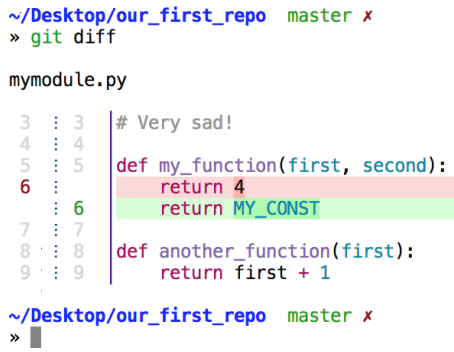 ~/Desktop/our_first_repo  master ✗
» git diff
mymodule.py
3 ⋮ 3 # Very sad!
4 ⋮ 4
5 ⋮ 5 def my_function(first, second):
6 ⋮     return 4
⋮ 6     return MY_CONST
7 ⋮ 7
8 ⋮ 8 def another_function(first):
9 ⋮ 9     return first + 1
~/Desktop/our_first_repo  master ✗
»